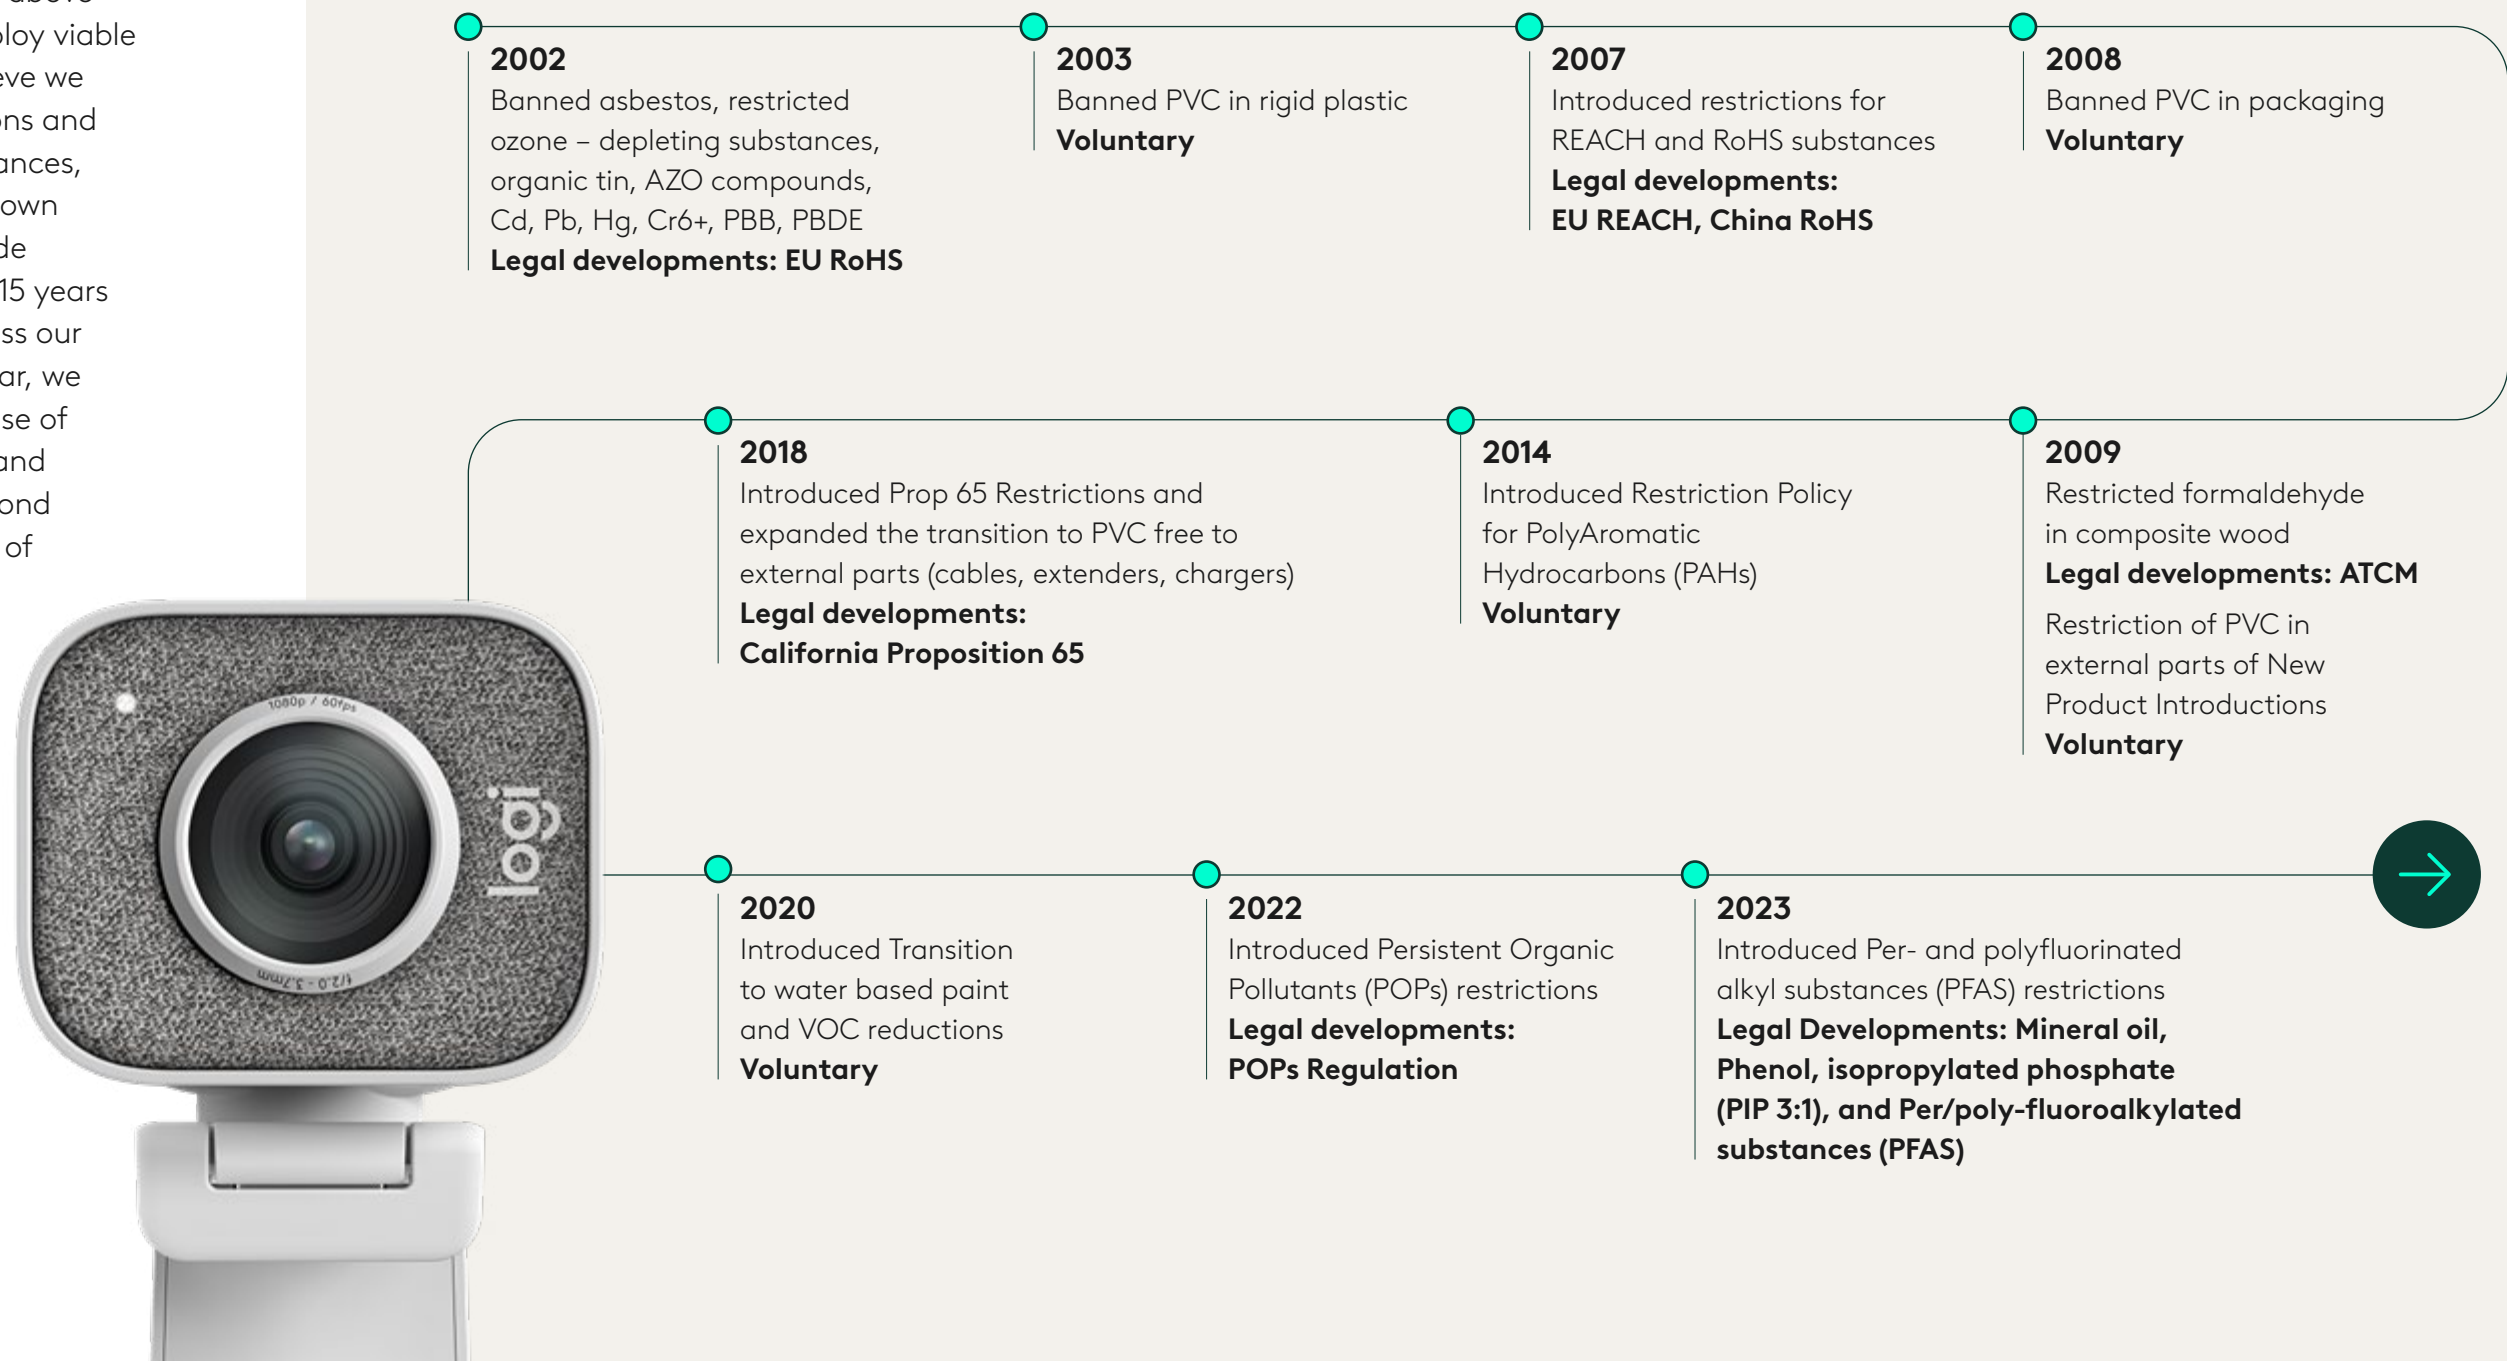 above
ploy viable
eve we
ons and
ances,
own
de
15 years
ss our
ar, we
se of
and
ond
of
2002
Banned asbestos, restricted
ozone – depleting substances,
organic tin, AZO compounds,
Cd, Pb, Hg, Cr6+, PBB, PBDE
Legal developments: EU RoHS
2003
Banned PVC in rigid plastic
Voluntary
2007
Introduced restrictions for
REACH and RoHS substances
Legal developments:
EU REACH, China RoHS
2008
Banned PVC in packaging
Voluntary
2009
Restricted formaldehyde
in composite wood
Legal developments: ATCM
Restriction of PVC in
external parts of New
Product Introductions
Voluntary
2014
Introduced Restriction Policy
for PolyAromatic
Hydrocarbons (PAHs)
Voluntary
2018
Introduced Prop 65 Restrictions and
expanded the transition to PVC free to
external parts (cables, extenders, chargers)
Legal developments:
California Proposition 65
1080p / 60fps
logi
f/2.0 - 3.7mm
2020
Introduced Transition
to water based paint
and VOC reductions
Voluntary
2022
Introduced Persistent Organic
Pollutants (POPs) restrictions
Legal developments:
POPs Regulation
2023
Introduced Per- and polyfluorinated
alkyl substances (PFAS) restrictions
Legal Developments: Mineral oil,
Phenol, isopropylated phosphate
(PIP 3:1), and Per/poly-fluoroalkylated
substances (PFAS)